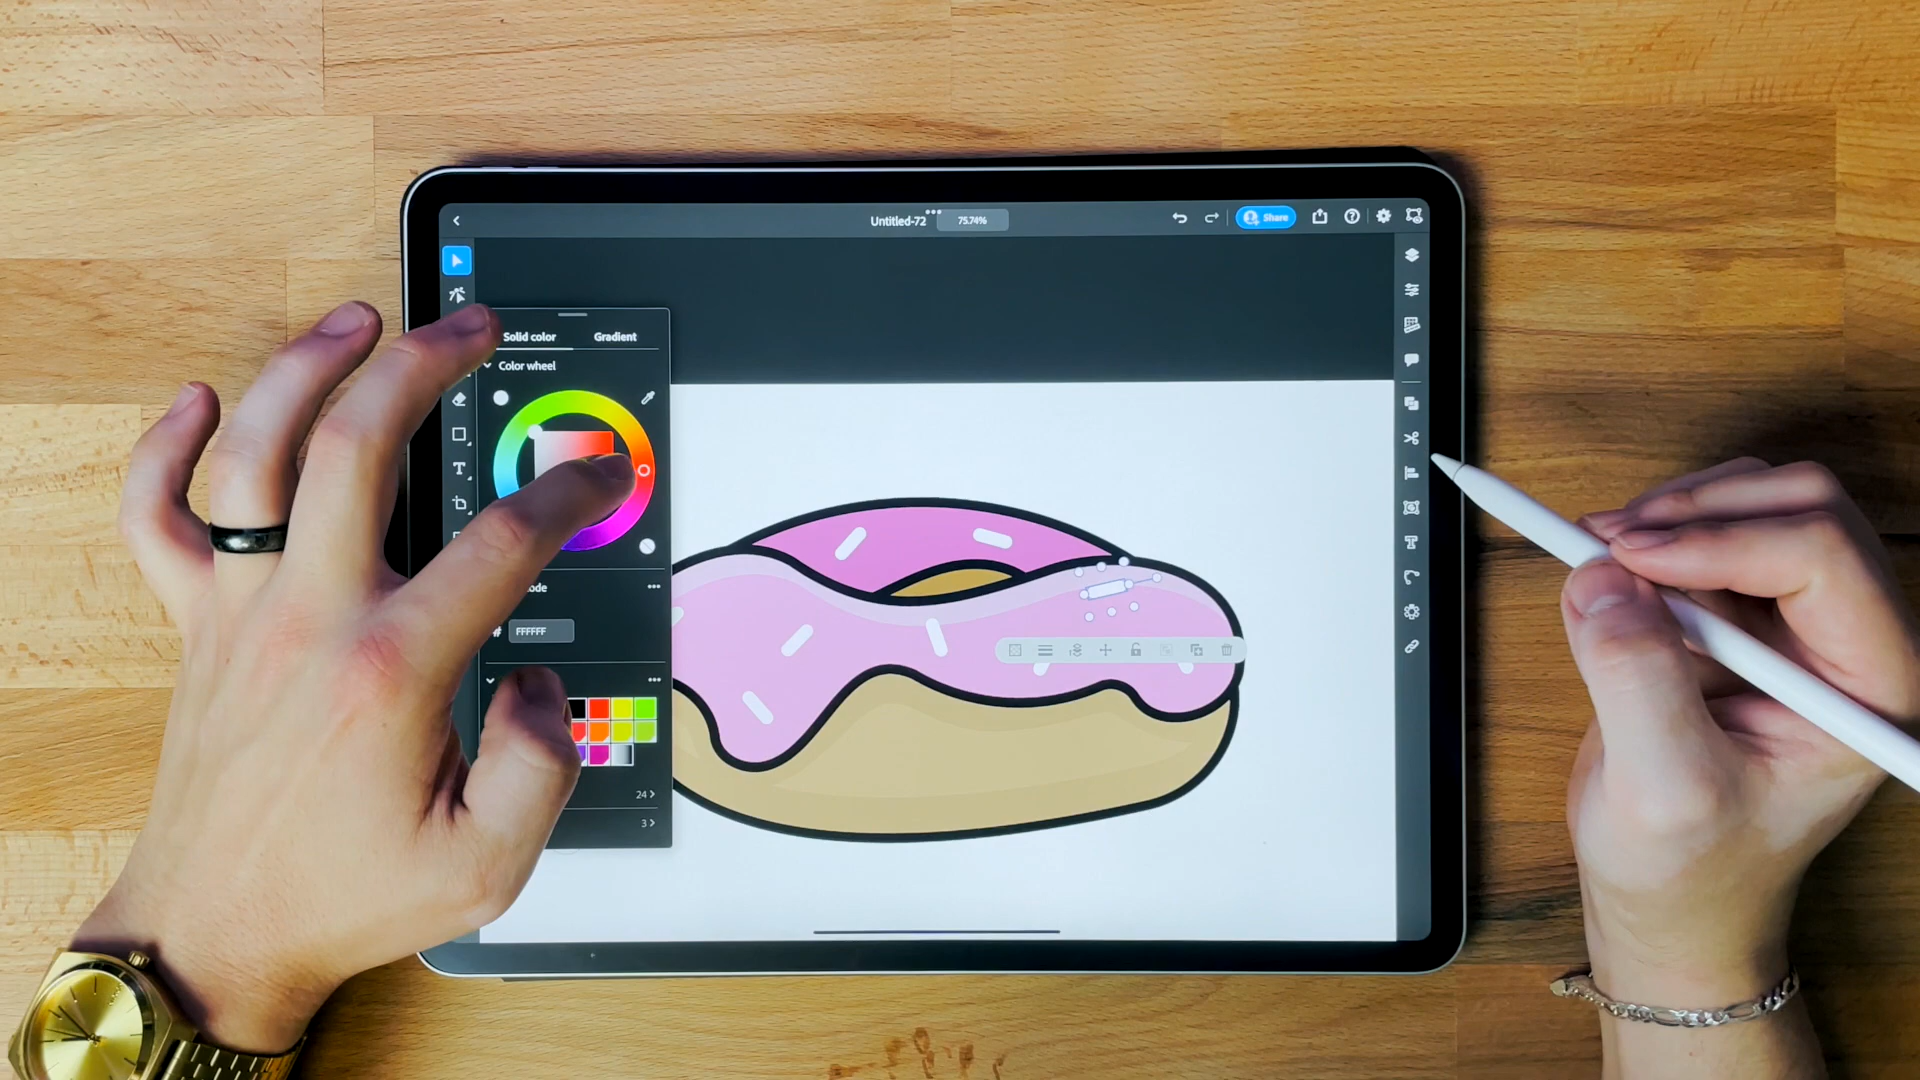 Untitled-72
75.74%
Share
Solid color
Gradient
Color wheel
#
FFFFFF
24
3